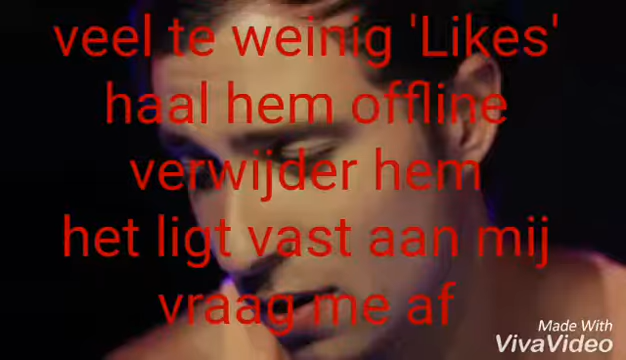 veel te weinig 'Likes'
haal hem offline
verwijder hem
het ligt vast aan mij
vraag me af
Made With
VivaVideo